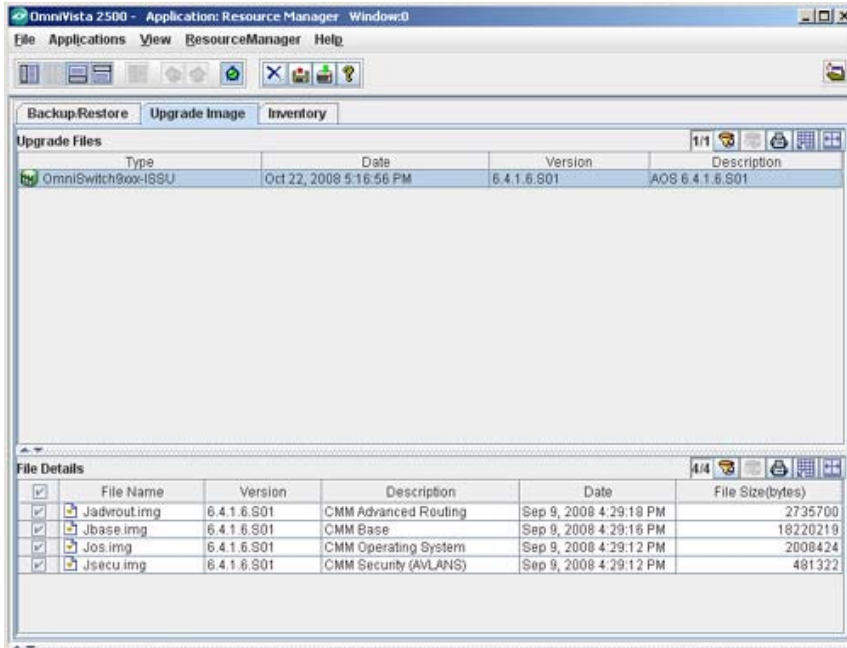 OmniVista 2500 - Application: Resource Manager Window:0
File Applications View ResourceManager Help
Backup/Restore Upgrade Image Inventory
Upgrade Files 1/1
Type Date Version Description
OmniSwitch9xxx-ISSU Oct 22, 2008 5:16:56 PM 6.4.1.6.S01 AOS 6.4.1.6.S01
File Details 4/4
File Name Version Description Date File Size(bytes)
Jadvrout.img 6.4.1.6.S01 CMM Advanced Routing Sep 9, 2008 4:29:18 PM 2735700
Jbase.img 6.4.1.6.S01 CMM Base Sep 9, 2008 4:29:16 PM 18220219
Jos.img 6.4.1.6.S01 CMM Operating System Sep 9, 2008 4:29:12 PM 2008424
Jsecu.img 6.4.1.6.S01 CMM Security (AVLANS) Sep 9, 2008 4:29:12 PM 481322